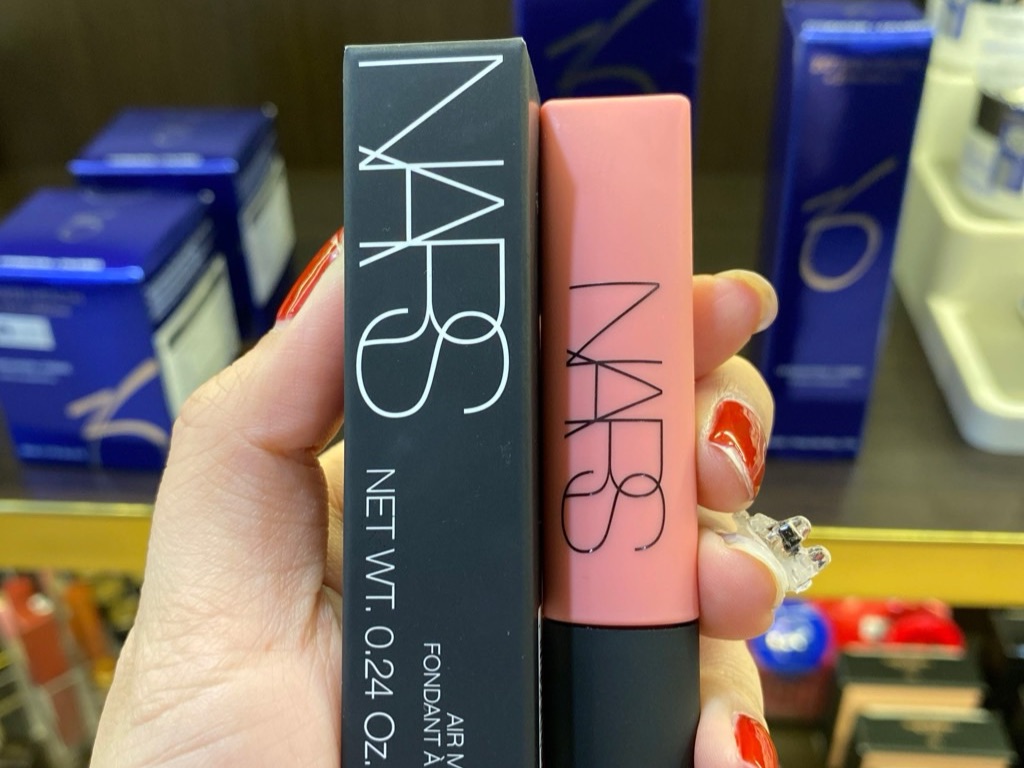 NARS
NET WT. 0.24 Oz.
AIR M
FONDANT À
NARS